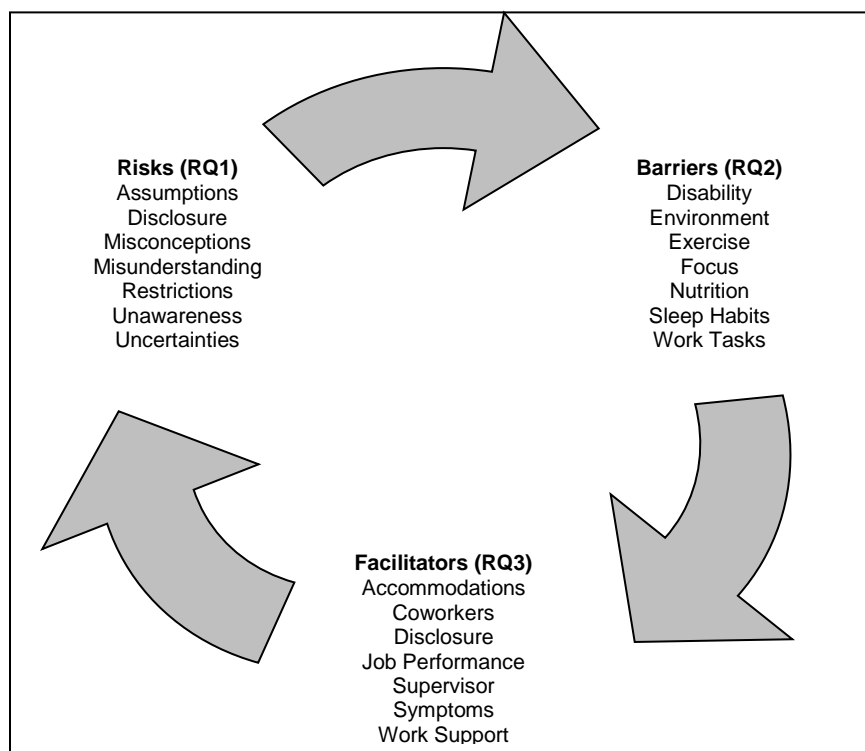 Risks (RQ1)
Assumptions
Disclosure
Misconceptions
Misunderstanding
Restrictions
Unawareness
Uncertainties
Barriers (RQ2)
Disability
Environment
Exercise
Focus
Nutrition
Sleep Habits
Work Tasks
Facilitators (RQ3)
Accommodations
Coworkers
Disclosure
Job Performance
Supervisor
Symptoms
Work Support